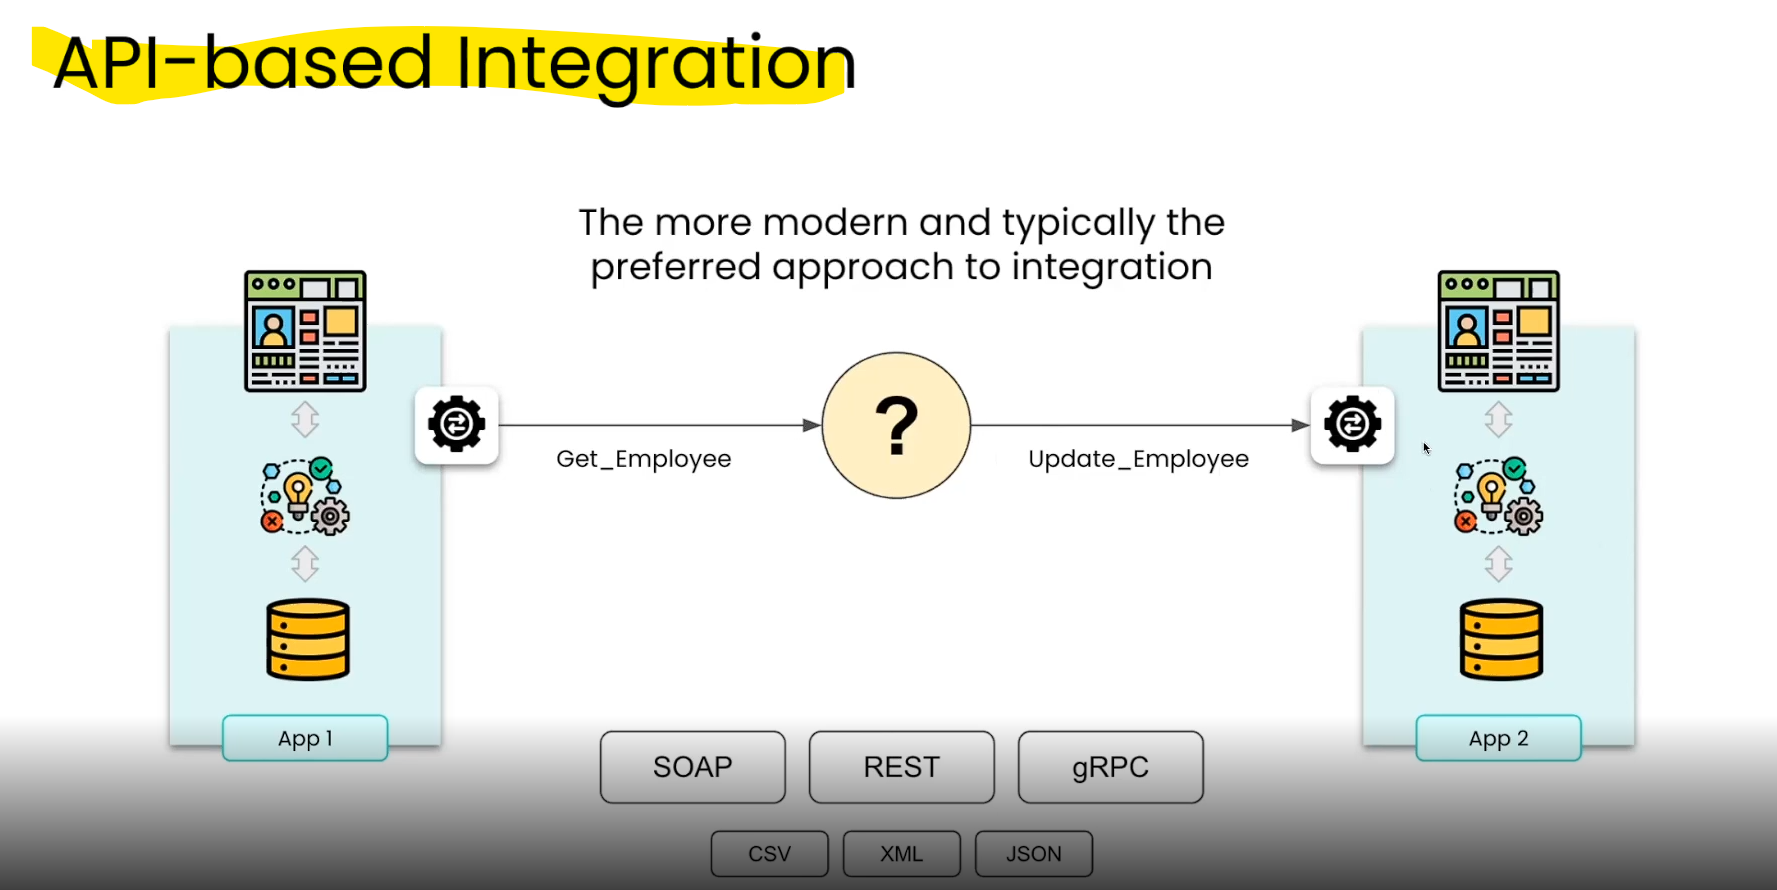 API-based Integration
The more modern and typically the
preferred approach to integration
?
Get_Employee
Update_Employee
App 1
App 2
SOAP
REST
gRPC
CSV
XML
JSON